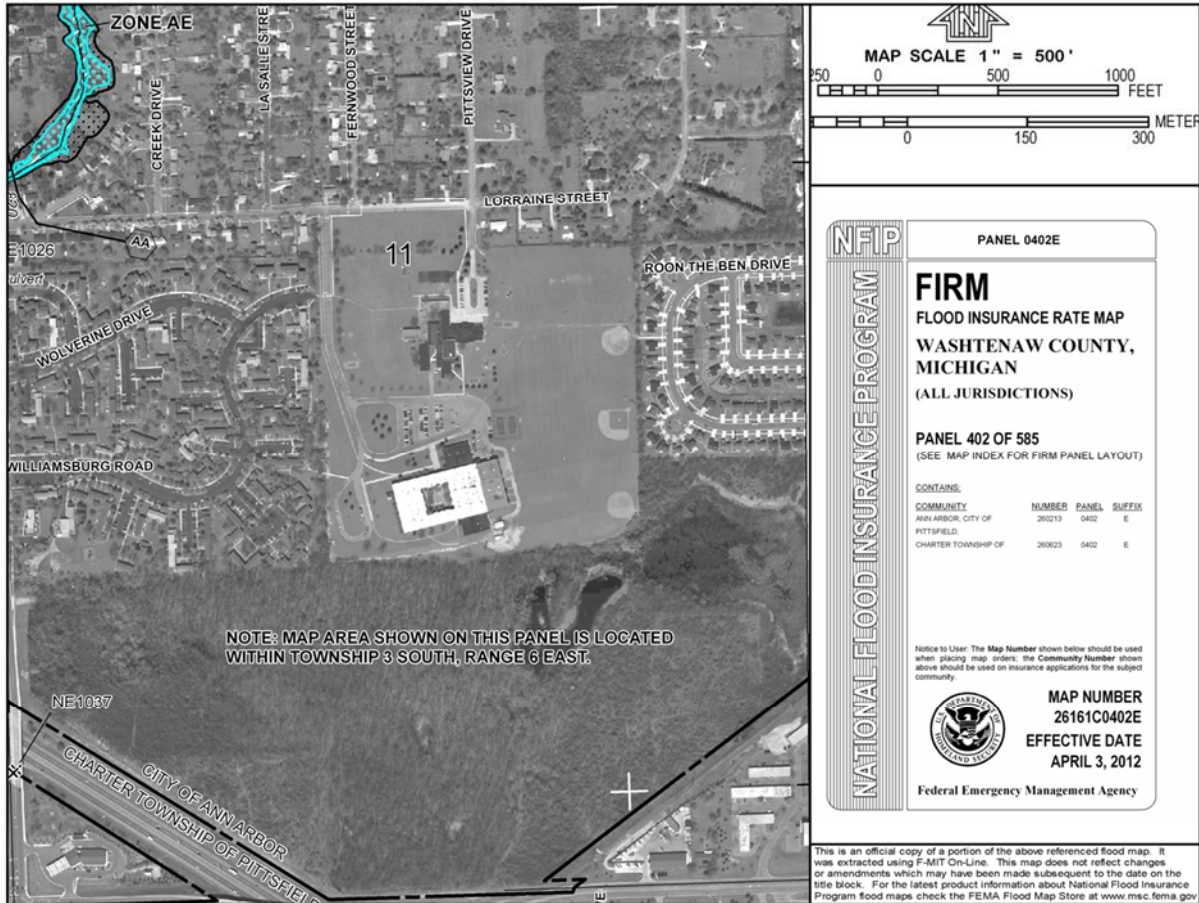 ZONE AE
CREEK DRIVE
LA SALLE STRE
FERNWOOD STREET
PITTSVIEW DRIVE
LORRAINE STREET
AA
E1026
ulvert
11
ROON THE BEN DRIVE
WOLVERINE DRIVE
WILLIAMSBURG ROAD
NOTE: MAP AREA SHOWN ON THIS PANEL IS LOCATED
WITHIN TOWNSHIP 3 SOUTH, RANGE 6 EAST.
NE1037
CITY OF ANN ARBOR
CHARTER TOWNSHIP OF PITTSFIELD
VE
N
MAP SCALE 1" = 500'
250 0 500 1000
FEET
METER
0 150 300
NFIP
NATIONAL FLOOD INSURANCE PROGRAM
PANEL 0402E
FIRM
FLOOD INSURANCE RATE MAP
WASHTENAW COUNTY,
MICHIGAN
(ALL JURISDICTIONS)
PANEL 402 OF 585
(SEE MAP INDEX FOR FIRM PANEL LAYOUT)
CONTAINS:
COMMUNITY NUMBER PANEL SUFFIX
ANN ARBOR, CITY OF 260213 0402 E
PITTSFIELD,
CHARTER TOWNSHIP OF 260623 0402 E
Notice to User: The Map Number shown below should be used
when placing map orders; the Community Number shown
above should be used on insurance applications for the subject
community.
U.S. DEPARTMENT OF
HOMELAND SECURITY
MAP NUMBER
26161C0402E
EFFECTIVE DATE
APRIL 3, 2012
Federal Emergency Management Agency
This is an official copy of a portion of the above referenced flood map. It
was extracted using F-MIT On-Line. This map does not reflect changes
or amendments which may have been made subsequent to the date on the
title block. For the latest product information about National Flood Insurance
Program flood maps check the FEMA Flood Map Store at www.msc.fema.gov